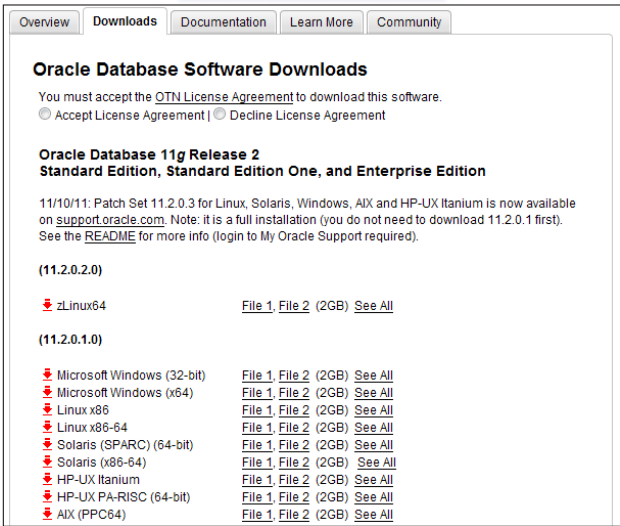 Overview Downloads Documentation Learn More Community
Oracle Database Software Downloads
You must accept the OTN License Agreement to download this software.
Accept License Agreement | Decline License Agreement
Oracle Database 11g Release 2
Standard Edition, Standard Edition One, and Enterprise Edition
11/10/11: Patch Set 11.2.0.3 for Linux, Solaris, Windows, AIX and HP-UX Itanium is now available
on support.oracle.com. Note: it is a full installation (you do not need to download 11.2.0.1 first).
See the README for more info (login to My Oracle Support required).
(11.2.0.2.0)
zLinux64 File 1, File 2 (2GB) See All
(11.2.0.1.0)
Microsoft Windows (32-bit) File 1, File 2 (2GB) See All
Microsoft Windows (x64) File 1, File 2 (2GB) See All
Linux x86 File 1, File 2 (2GB) See All
Linux x86-64 File 1, File 2 (2GB) See All
Solaris (SPARC) (64-bit) File 1, File 2 (2GB) See All
Solaris (x86-64) File 1, File 2 (2GB) See All
HP-UX Itanium File 1, File 2 (2GB) See All
HP-UX PA-RISC (64-bit) File 1, File 2 (2GB) See All
AIX (PPC64) File 1, File 2 (2GB) See All